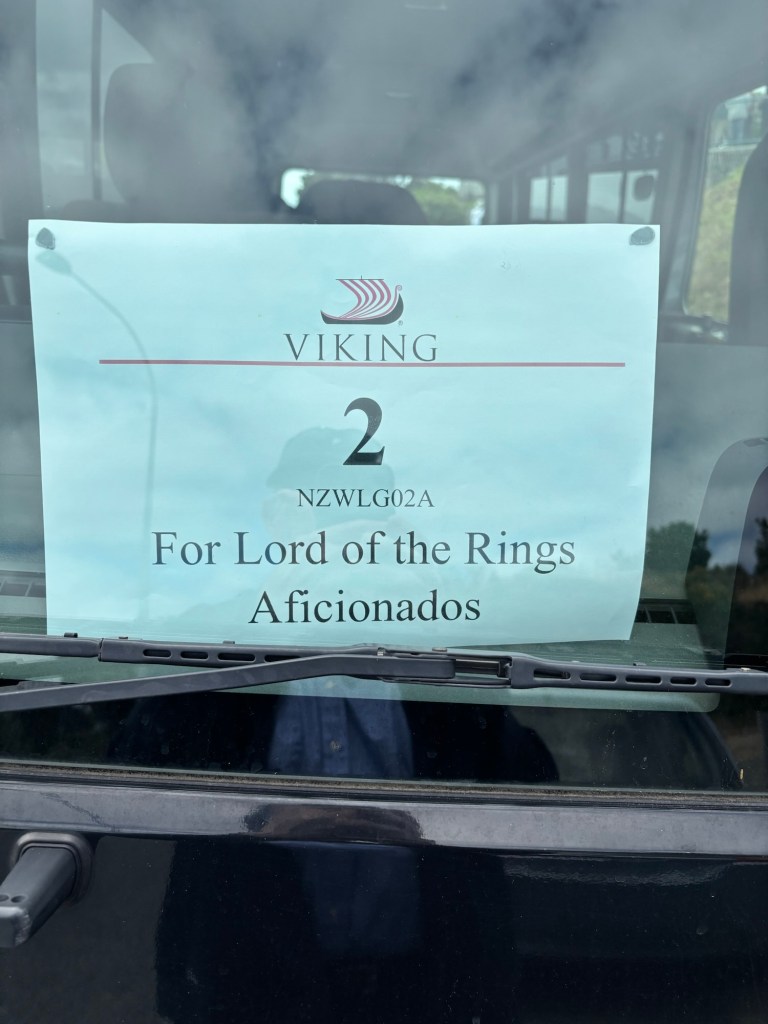 VIKING
2
NZWLG02A
For Lord of the Rings
Aficionados